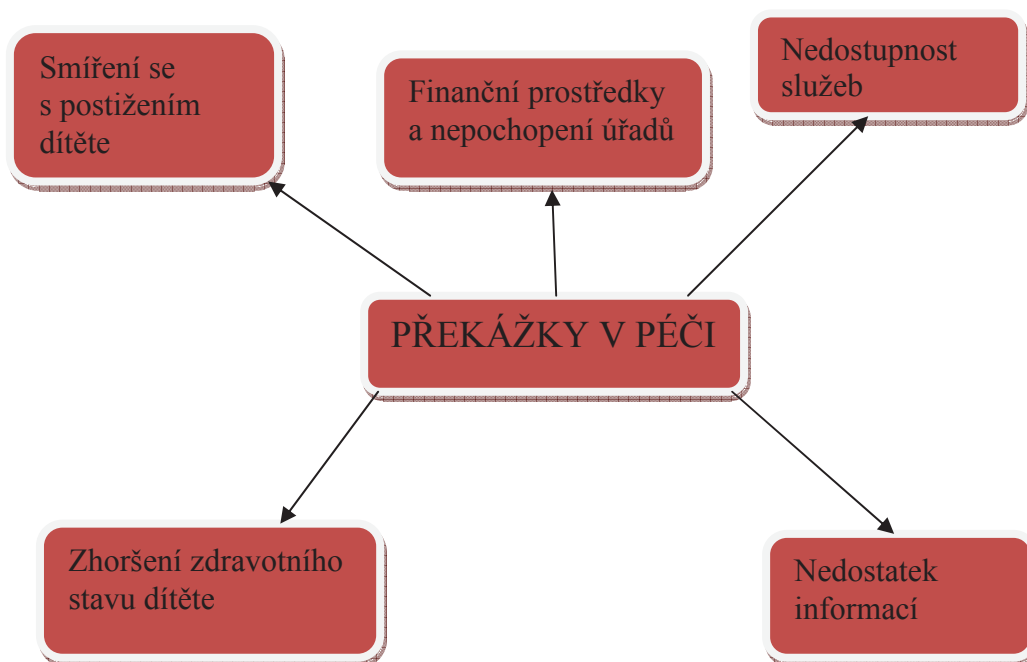 Smíření se
s postižením
dítěte
Finanční prostředky
a nepochopení úřadů
Nedostupnost
služeb
PŘEKÁŽKY V PÉČI
Zhoršení zdravotního
stavu dítěte
Nedostatek
informací